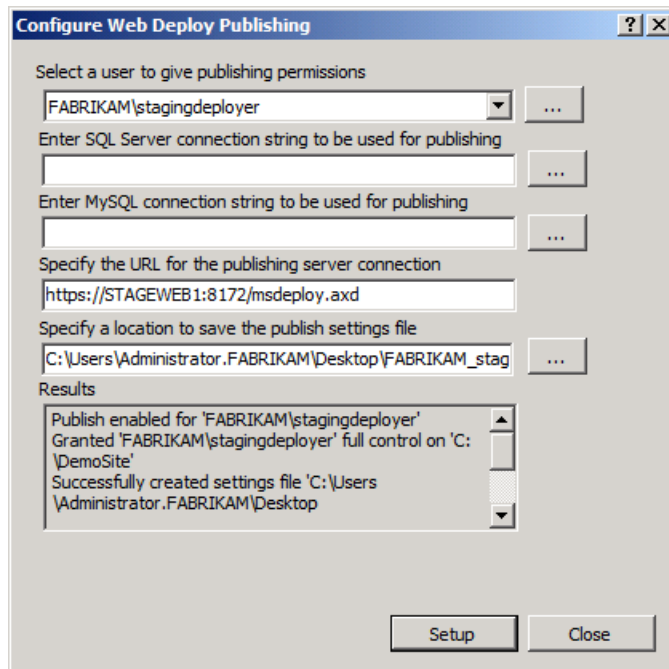 Configure Web Deploy Publishing
Select a user to give publishing permissions
FABRIKAM\stagingdeployer
...
Enter SQL Server connection string to be used for publishing
...
Enter MySQL connection string to be used for publishing
...
Specify the URL for the publishing server connection
https://STAGEWEB1:8172/msdeploy.axd
Specify a location to save the publish settings file
C:\Users\Administrator.FABRIKAM\Desktop\FABRIKAM_stag
...
Results
Publish enabled for 'FABRIKAM\stagingdeployer'
Granted 'FABRIKAM\stagingdeployer' full control on 'C:
\DemoSite'
Successfully created settings file 'C:\Users
\Administrator.FABRIKAM\Desktop
Setup
Close